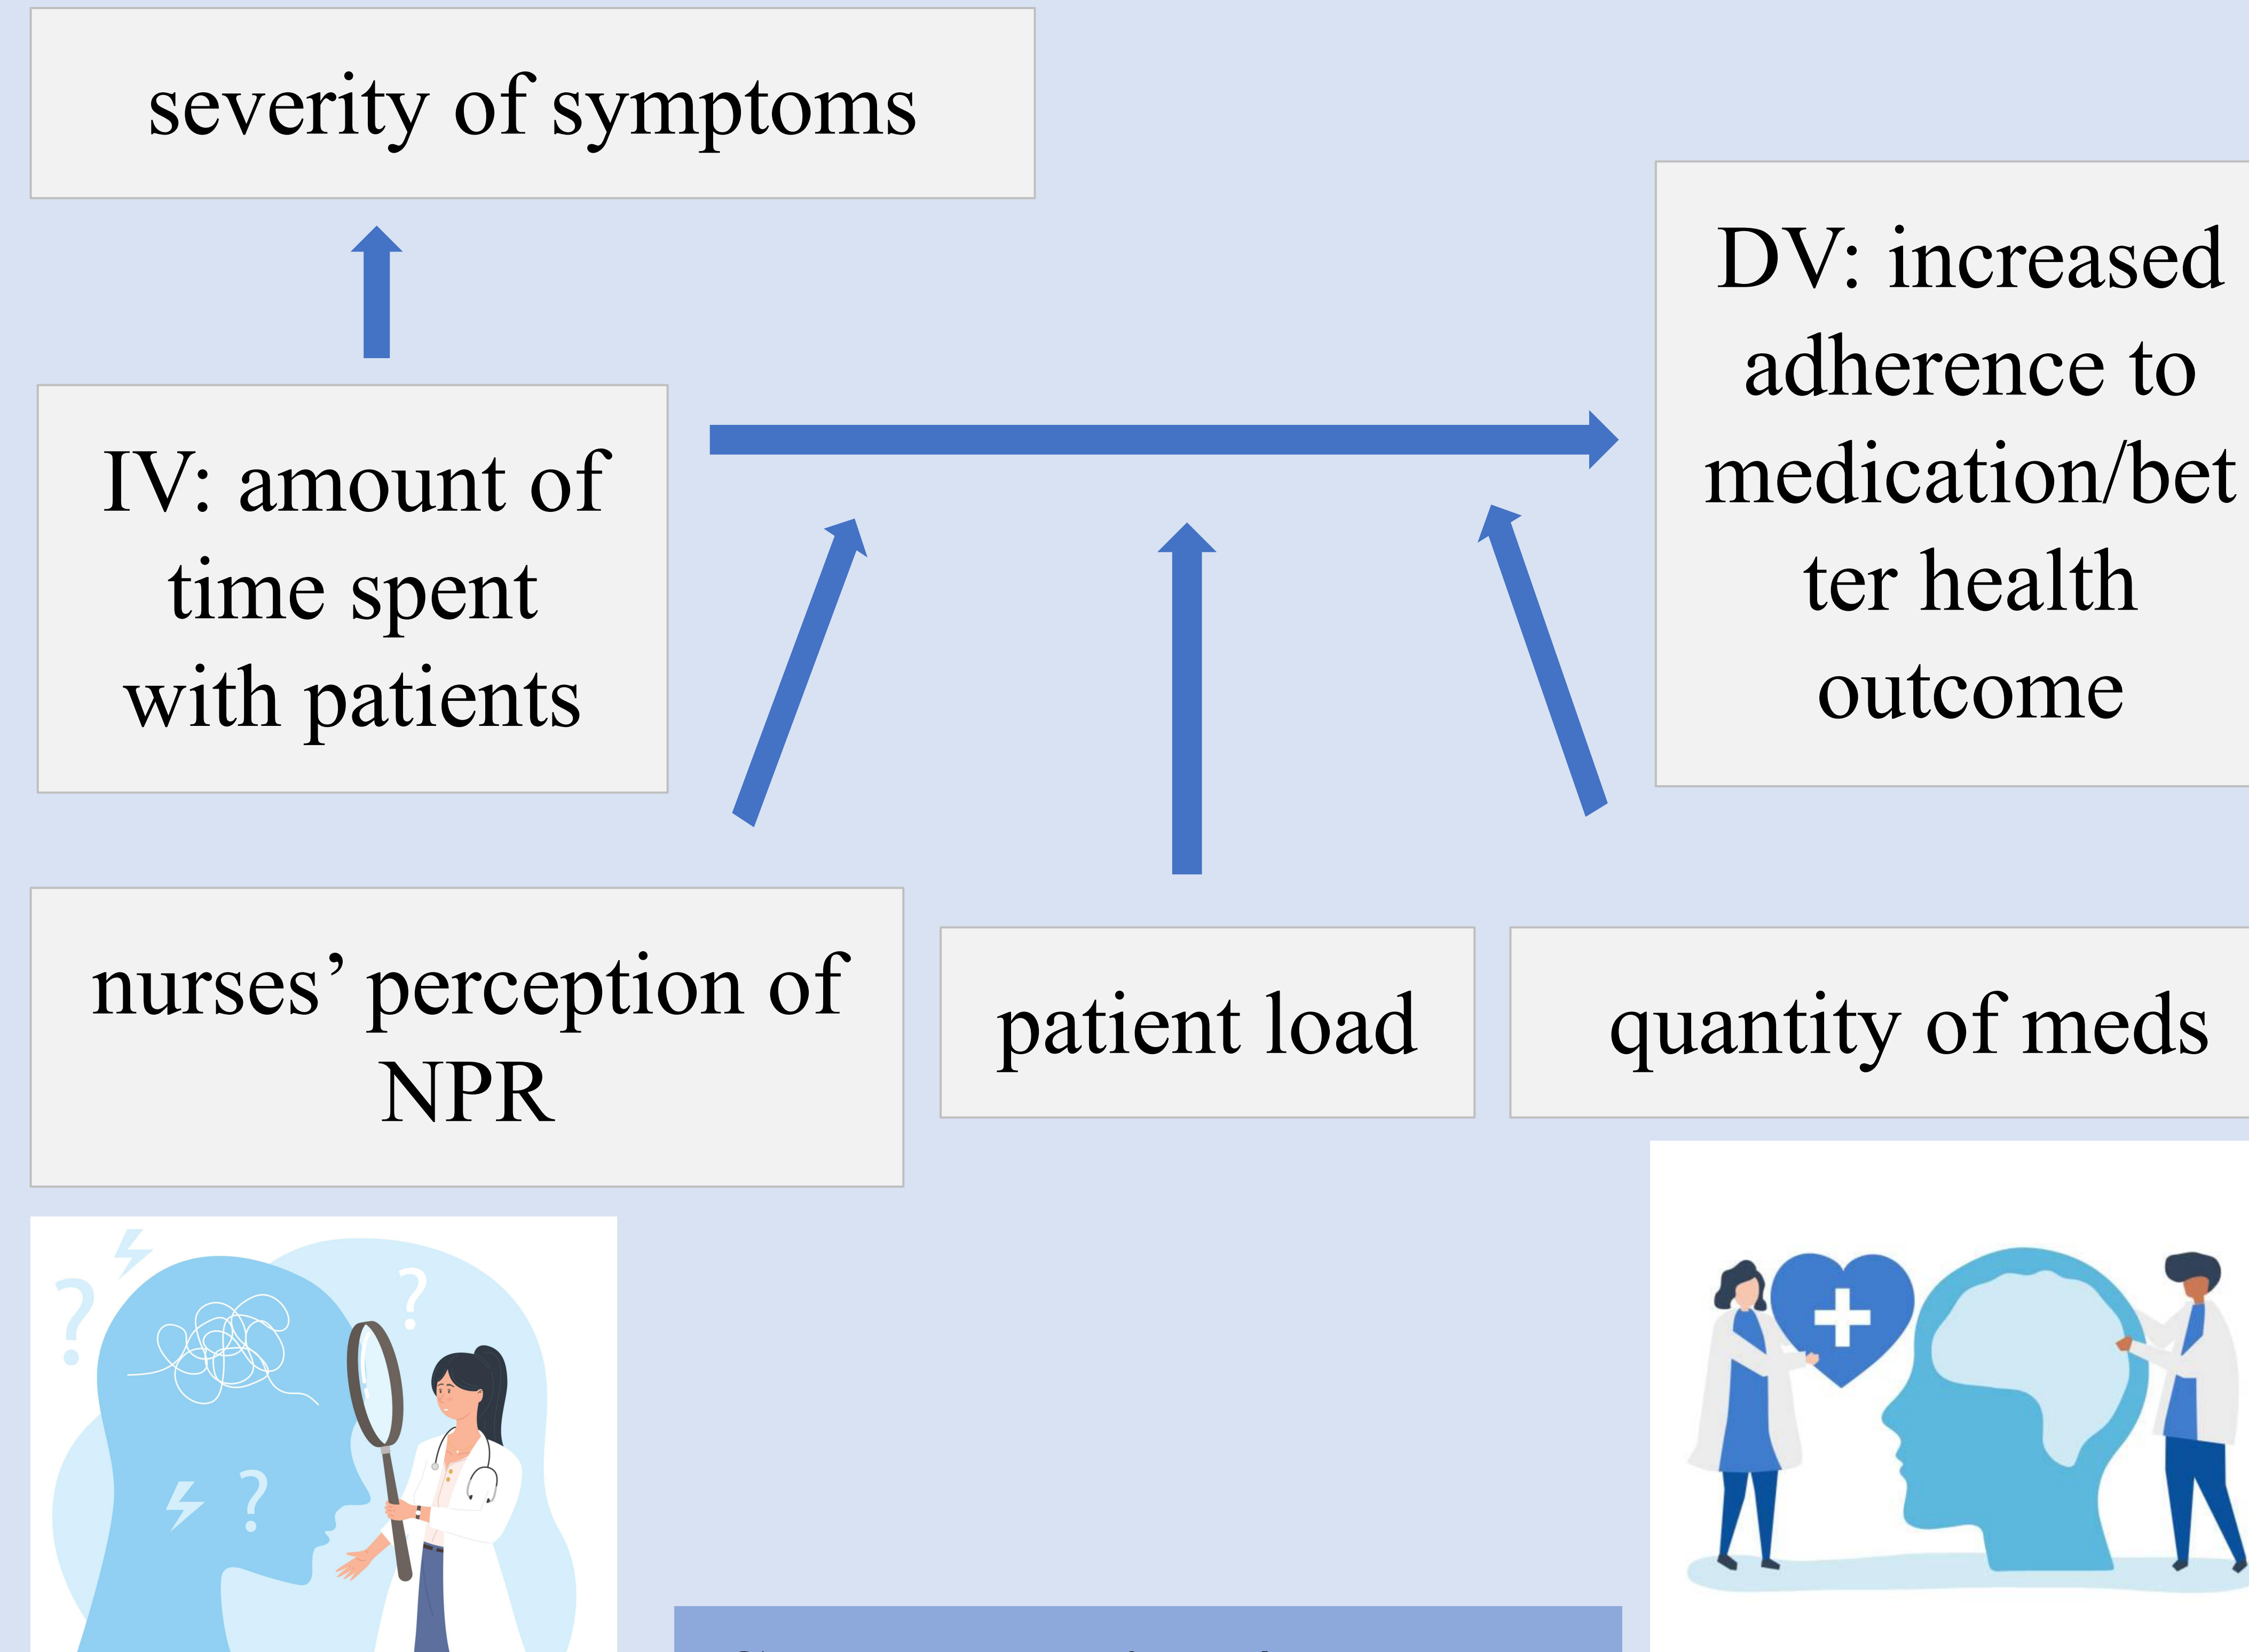 severity of symptoms
IV: amount of
time spent
with patients
DV: increased
adherence to
medication/bet
ter health
outcome
nurses’ perception of
NPR
patient load
quantity of meds